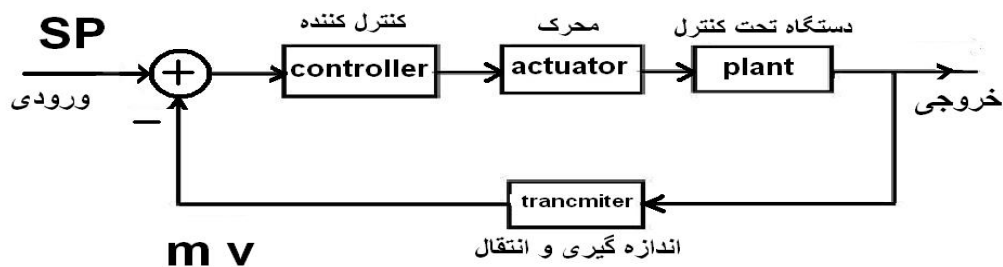 SP
ورودی
+
−
کنترل کننده
controller
محرک
actuator
دستگاه تحت کنترل
plant
خروجی
trancmiter
اندازه گیری و انتقال
m v